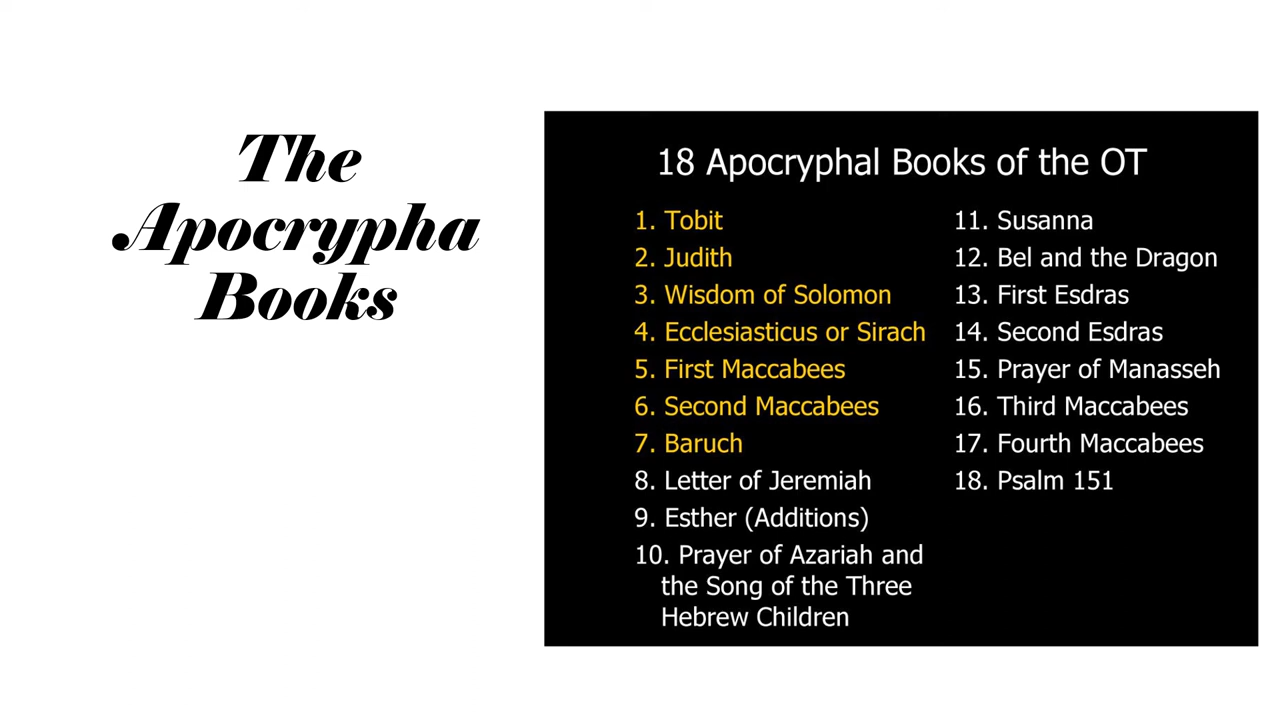 The
Apocrypha
Books
18 Apocryphal Books of the OT
1. Tobit
2. Judith
3. Wisdom of Solomon
4. Ecclesiasticus or Sirach
5. First Maccabees
6. Second Maccabees
7. Baruch
8. Letter of Jeremiah
9. Esther (Additions)
10. Prayer of Azariah and
the Song of the Three
Hebrew Children
11. Susanna
12. Bel and the Dragon
13. First Esdras
14. Second Esdras
15. Prayer of Manasseh
16. Third Maccabees
17. Fourth Maccabees
18. Psalm 151